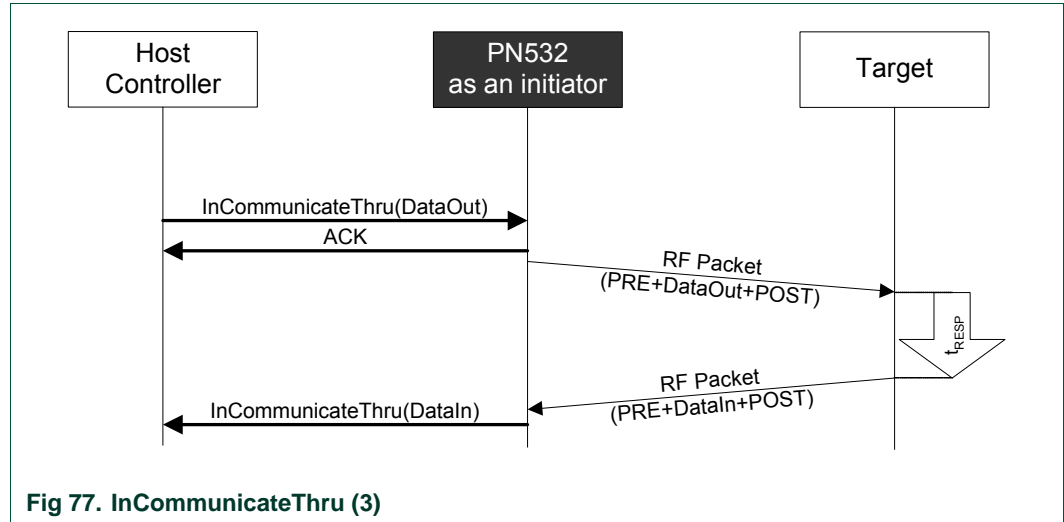 Host
Controller
PN532
as an initiator
Target
InCommunicateThru(DataOut)
ACK
RF Packet
(PRE+DataOut+POST)
tRESP
RF Packet
(PRE+DataIn+POST)
InCommunicateThru(DataIn)
Fig 77. InCommunicateThru (3)